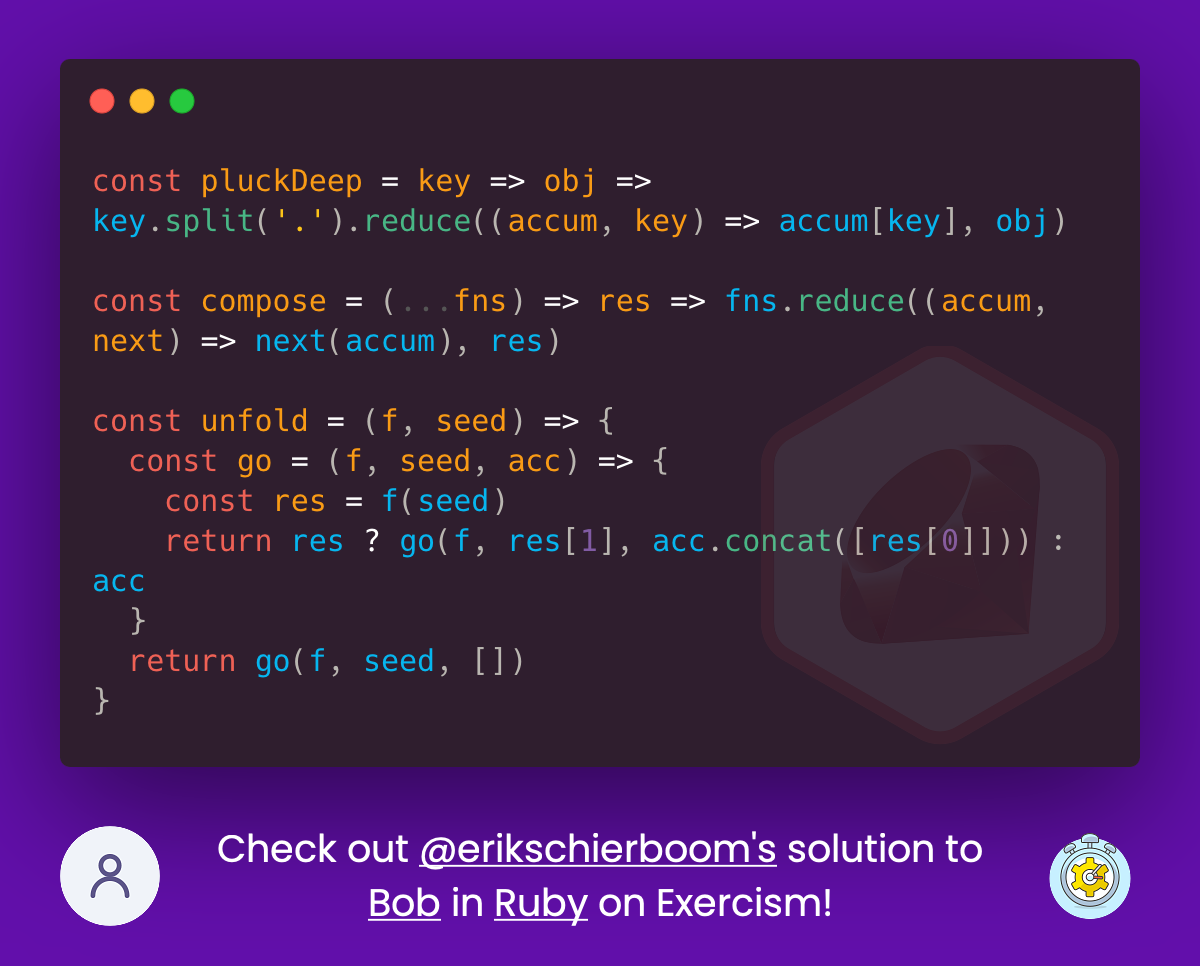 const pluckDeep = key => obj =>
key.split('.').reduce((accum, key) => accum[key], obj)

const compose = (...fns) => res => fns.reduce((accum,
next) => next(accum), res)

const unfold = (f, seed) => {
  const go = (f, seed, acc) => {
    const res = f(seed)
    return res ? go(f, res[1], acc.concat([res[0]])) :
acc
  }
  return go(f, seed, [])
}

Check out @erikschierboom's solution to
Bob in Ruby on Exercism!